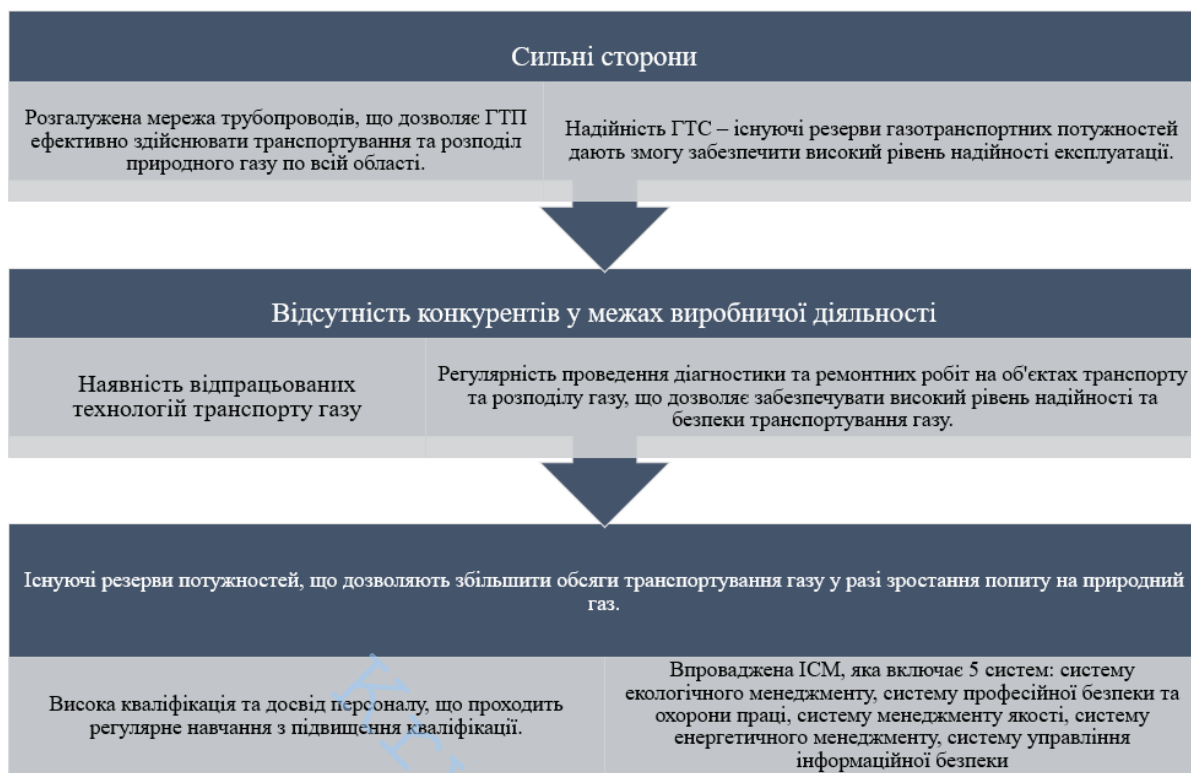 Сильні сторони
Розгалужена мережа трубопроводів, що дозволяє ГТП
ефективно здійснювати транспортування та розподіл
природного газу по всій області.
Надійність ГТС – існуючі резерви газотранспортних потужностей
дають змогу забезпечити високий рівень надійності експлуатації.
Відсутність конкурентів у межах виробничої діяльності
Наявність відпрацьованих
технологій транспорту газу
Регулярність проведення діагностики та ремонтних робіт на об'єктах транспорту
та розподілу газу, що дозволяє забезпечувати високий рівень надійності та
безпеки транспортування газу.
Існуючі резерви потужностей, що дозволяють збільшити обсяги транспортування газу у разі зростання попиту на природний
газ.
Висока кваліфікація та досвід персоналу, що проходить
регулярне навчання з підвищення кваліфікації.
Впроваджена ІСМ, яка включає 5 систем: систему
екологічного менеджменту, систему професійної безпеки та
охорони праці, систему менеджменту якості, систему
енергетичного менеджменту, систему управління
інформаційної безпеки